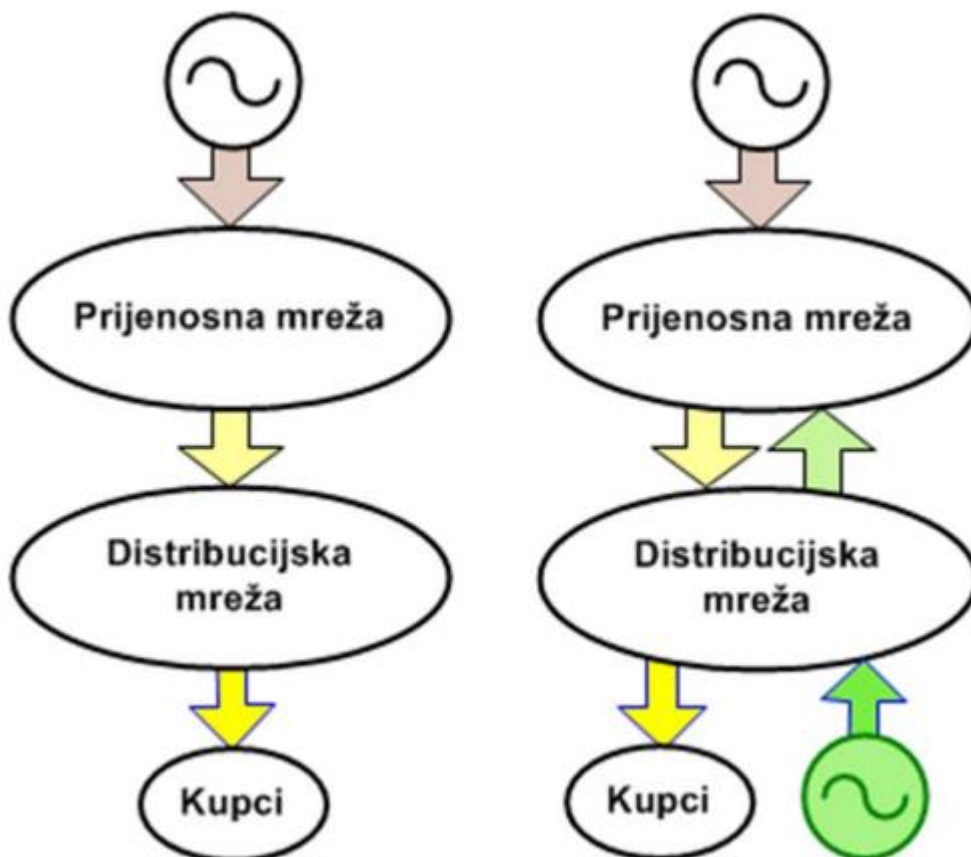 Prijenosna mreža
Prijenosna mreža
Distribucijska
mreža
Distribucijska
mreža
Kupci
Kupci